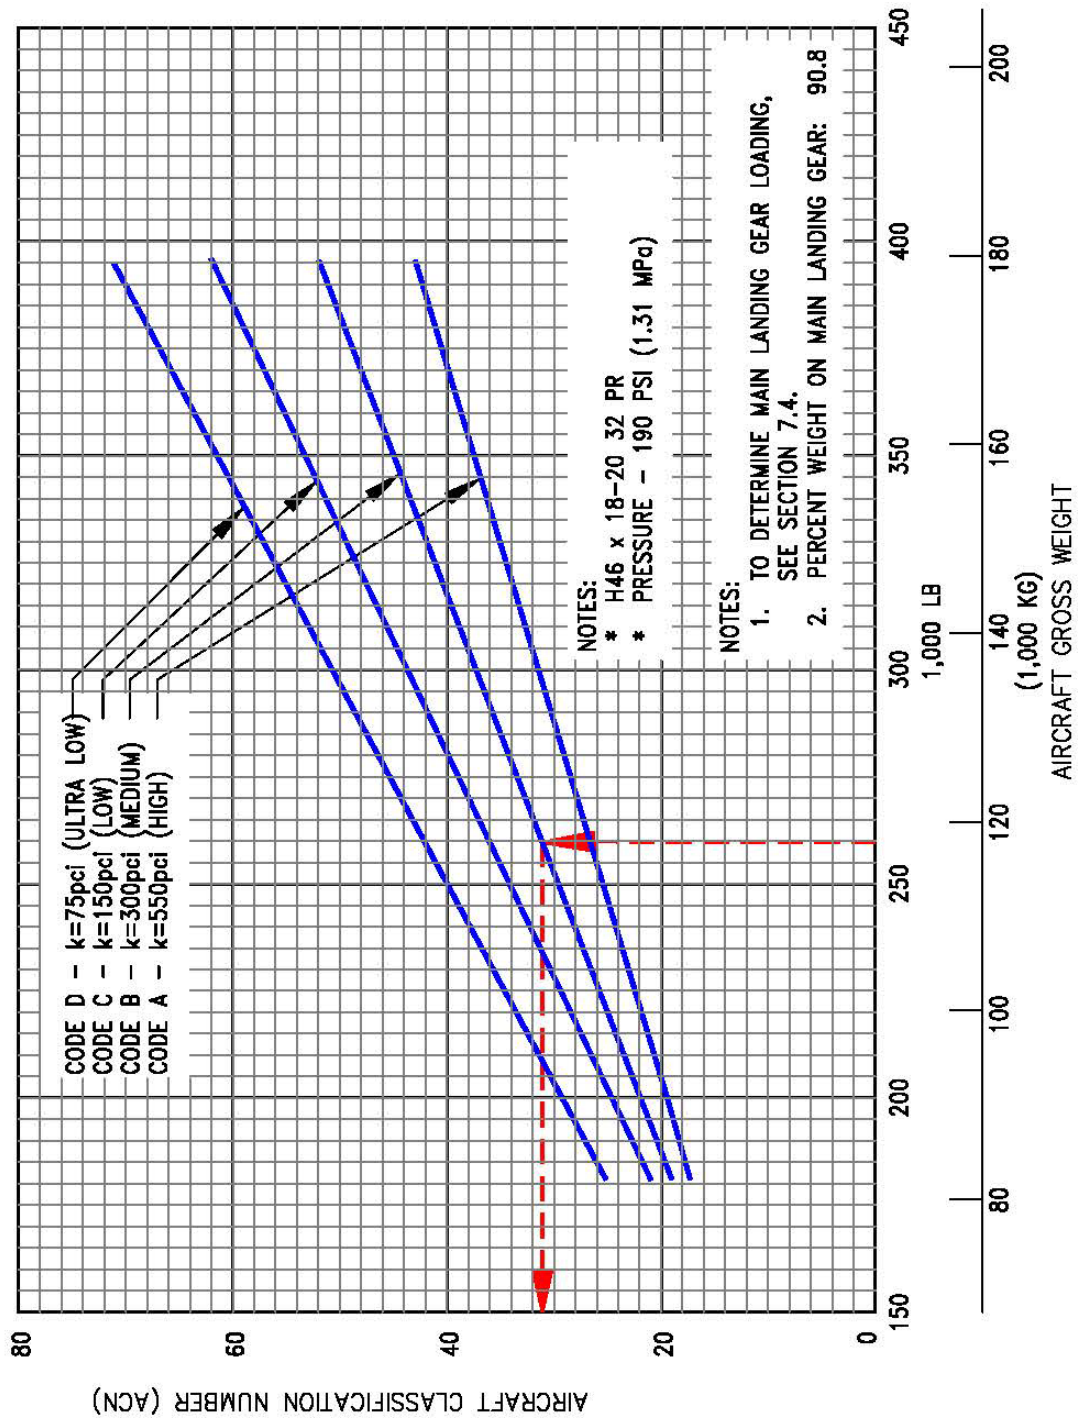 AIRCRAFT CLASSIFICATION NUMBER (ACN)
80
60
40
20
0
CODE D - k=75pci (ULTRA LOW)
CODE C - k=150pci (LOW)
CODE B - k=300pci (MEDIUM)
CODE A - k=550pci (HIGH)
NOTES:
* H46 x 18-20 32 PR
* PRESSURE - 190 PSI (1.31 MPa)
NOTES:
1. TO DETERMINE MAIN LANDING GEAR LOADING,
SEE SECTION 7.4.
2. PERCENT WEIGHT ON MAIN LANDING GEAR: 90.8
150 200 250 300 350 400 450
1,000 LB
80 100 120 140 160 180 200
(1,000 KG)
AIRCRAFT GROSS WEIGHT